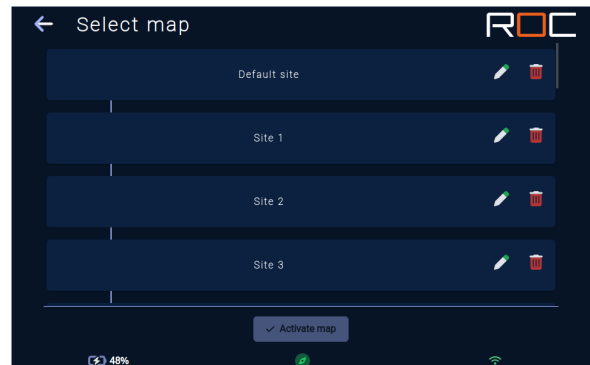 Select map
ROC
Default site
Site 1
Site 2
Site 3
Activate map
48%